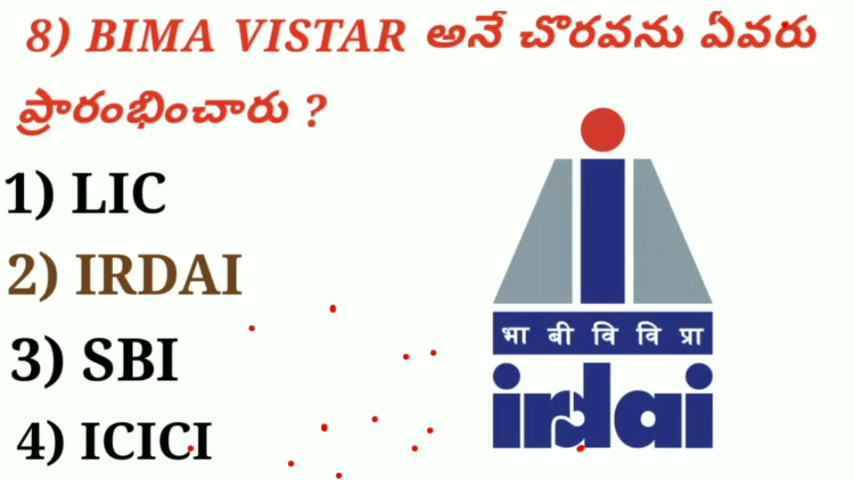 8) BIMA VISTAR అనే చొరవను ఏవరు
ప్రారంభించారు ?
1) LIC
2) IRDAI
3) SBI
4) ICICI
भा बी वि वि प्रा
irdai